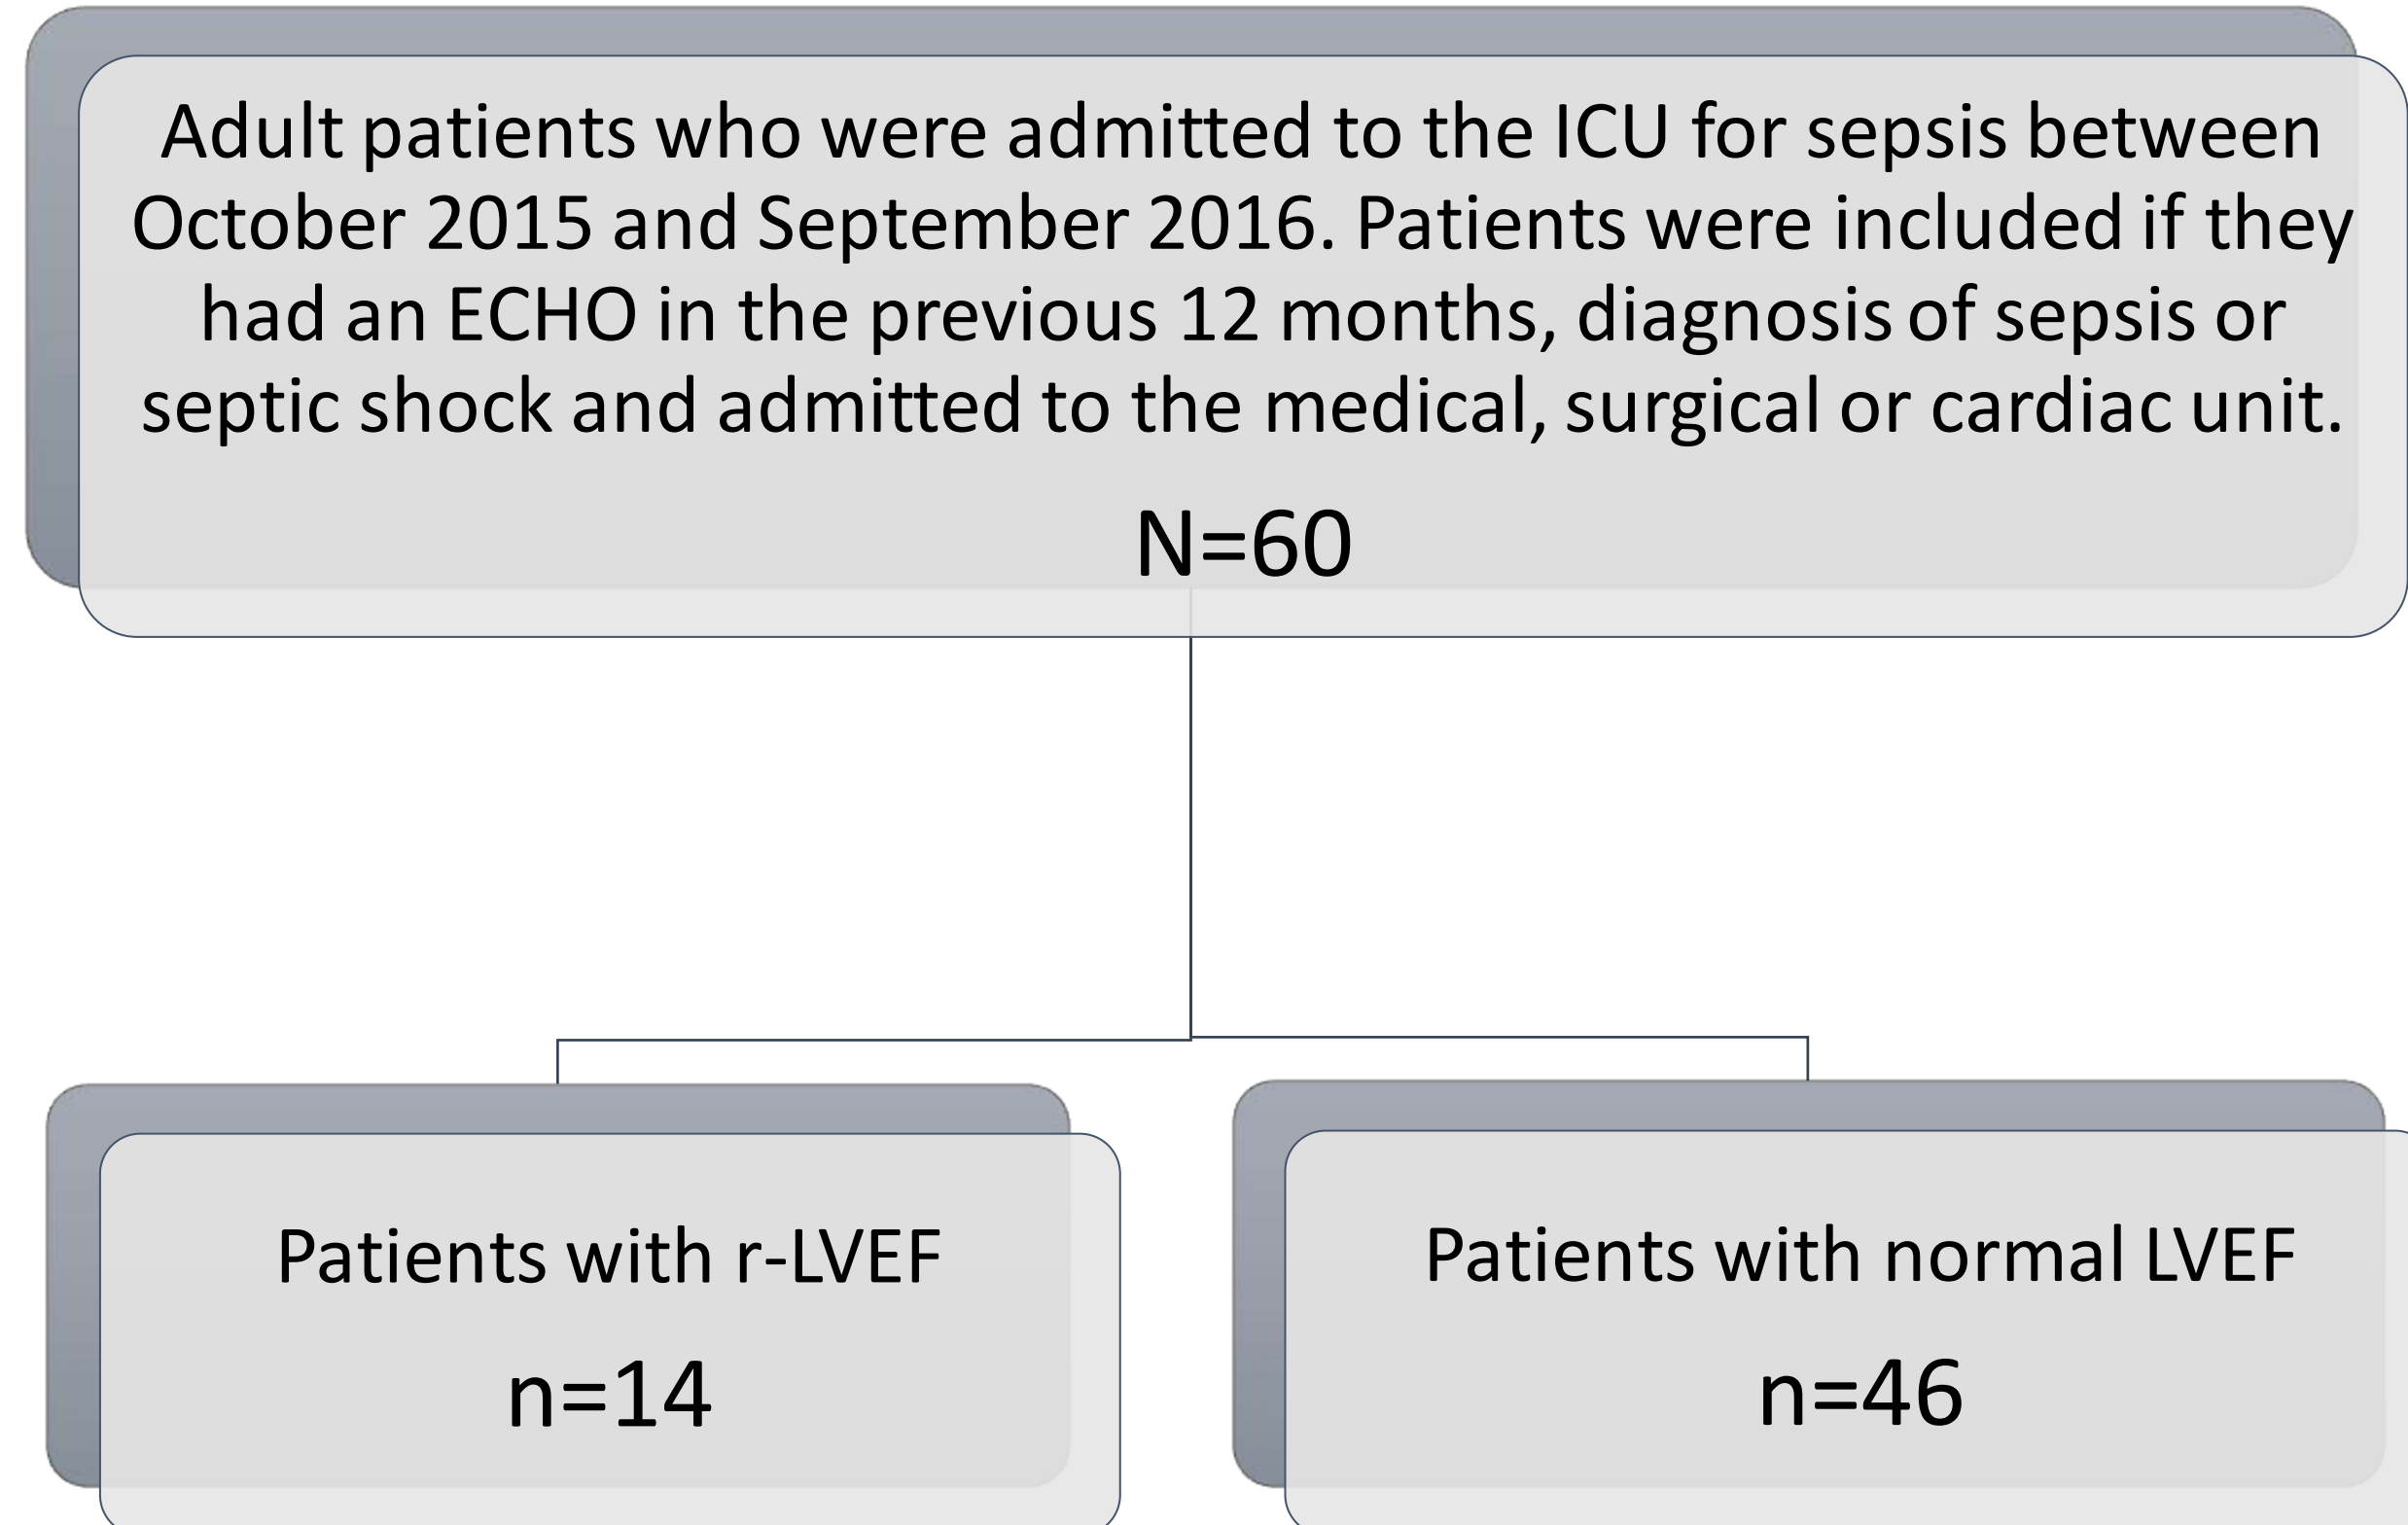 Adult patients who were admitted to the ICU for sepsis between
October 2015 and September 2016. Patients were included if they
had an ECHO in the previous 12 months, diagnosis of sepsis or
septic shock and admitted to the medical, surgical or cardiac unit.
N=60
Patients with r-LVEF
n=14
Patients with normal LVEF
n=46